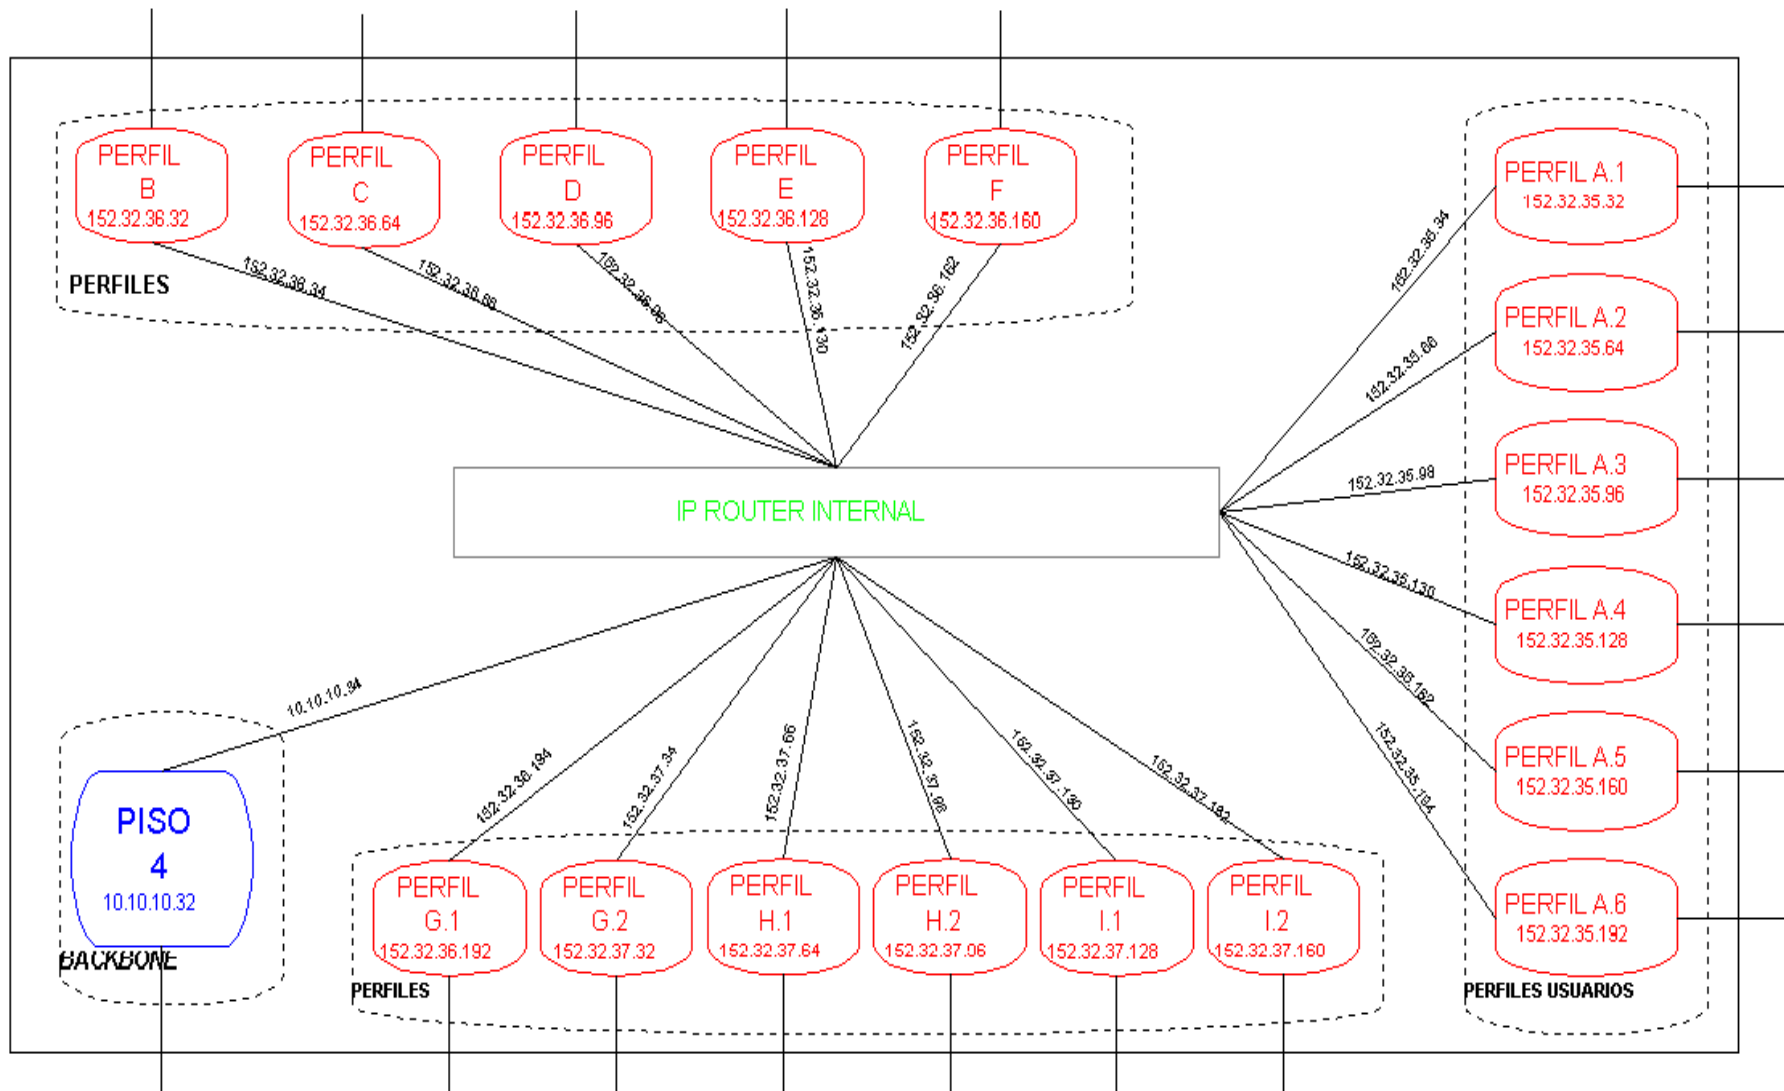 PERFIL
B
152.32.36.32
PERFIL
C
152.32.36.64
PERFIL
D
152.32.36.96
PERFIL
E
152.32.36.128
PERFIL
F
152.32.36.160
PERFILES
152.32.36.34
152.32.36.66
152.32.36.98
152.32.36.130
152.32.36.162
PERFIL A.1
152.32.35.32
PERFIL A.2
152.32.35.64
PERFIL A.3
152.32.35.96
PERFIL A.4
152.32.35.128
PERFIL A.5
152.32.35.160
PERFIL A.6
152.32.35.192
PERFILES USUARIOS
152.32.35.34
152.32.35.66
152.32.35.98
152.32.35.130
152.32.35.194
IP ROUTER INTERNAL
10.10.10.94
152.32.36.194
152.32.37.34
152.32.37.66
152.32.37.98
152.32.37.130
152.32.37.162
PISO
4
10.10.10.32
BACKBONE
PERFIL
G.1
152.32.36.192
PERFIL
G.2
152.32.37.32
PERFIL
H.1
152.32.37.64
PERFIL
H.2
152.32.37.96
PERFIL
I.1
152.32.37.128
PERFIL
I.2
152.32.37.160
PERFILES